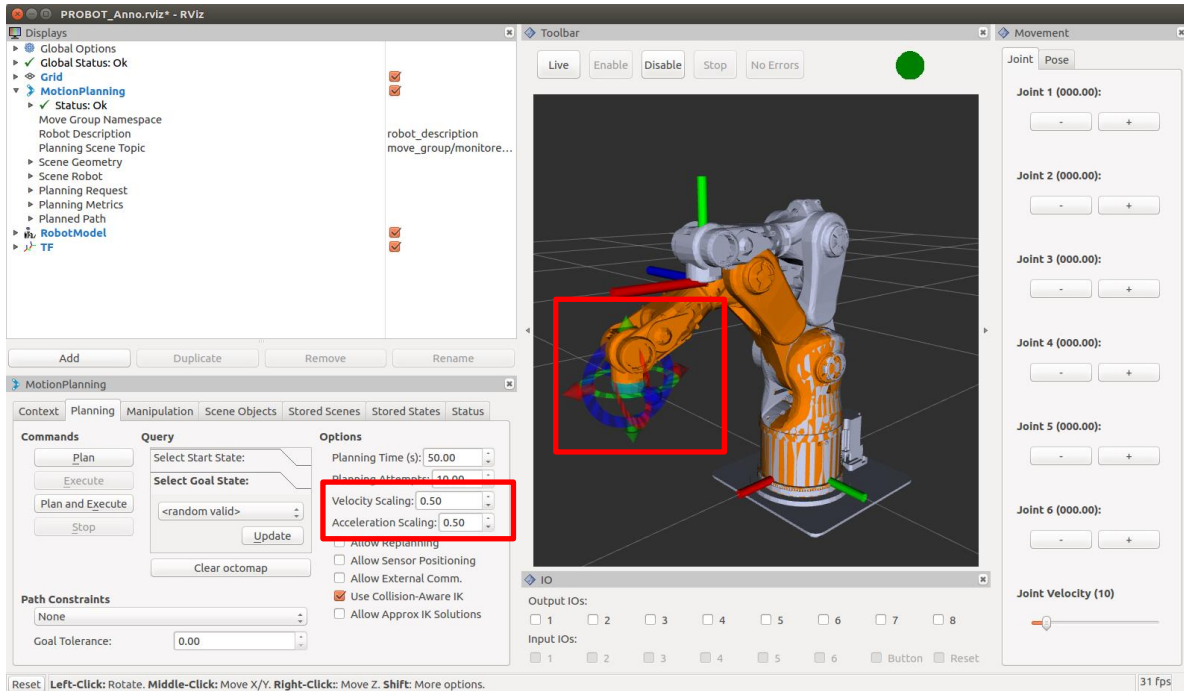 PROBOT_Anno.rviz* - RViz
Displays
Global Options
Global Status: Ok
Grid
MotionPlanning
Status: Ok
Move Group Namespace
Robot Description robot_description
Planning Scene Topic move_group/monitore...
Scene Geometry
Scene Robot
Planning Request
Planning Metrics
Planned Path
RobotModel
TF
Add Duplicate Remove Rename
MotionPlanning
Context Planning Manipulation Scene Objects Stored Scenes Stored States Status
Commands
Plan
Execute
Plan and Execute
Stop
Query
Select Start State:
Select Goal State:
<random valid>
Update
Clear octomap
Options
Planning Time (s): 50.00
Planning Attempts: 10.00
Velocity Scaling: 0.50
Acceleration Scaling: 0.50
Allow Replanning
Allow Sensor Positioning
Allow External Comm.
Use Collision-Aware IK
Allow Approx IK Solutions
Path Constraints
None
Goal Tolerance: 0.00
Toolbar
Live Enable Disable Stop No Errors
IO
Output IOs:
1 2 3 4 5 6 7 8
Input IOs:
1 2 3 4 5 6 Button Reset
Movement
Joint Pose
Joint 1 (000.00):
- +
Joint 2 (000.00):
- +
Joint 3 (000.00):
- +
Joint 4 (000.00):
- +
Joint 5 (000.00):
- +
Joint 6 (000.00):
- +
Joint Velocity (10)
Reset Left-Click: Rotate. Middle-Click: Move X/Y. Right-Click:: Move Z. Shift: More options. 31 fps